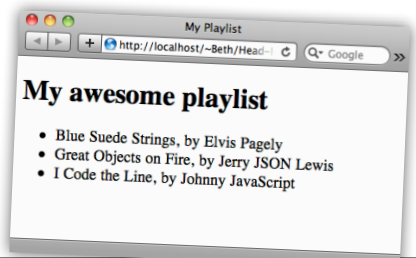 My Playlist
http://localhost/~Beth/Head-
Google
My awesome playlist
Blue Suede Strings, by Elvis Pagely
Great Objects on Fire, by Jerry JSON Lewis
I Code the Line, by Johnny JavaScript